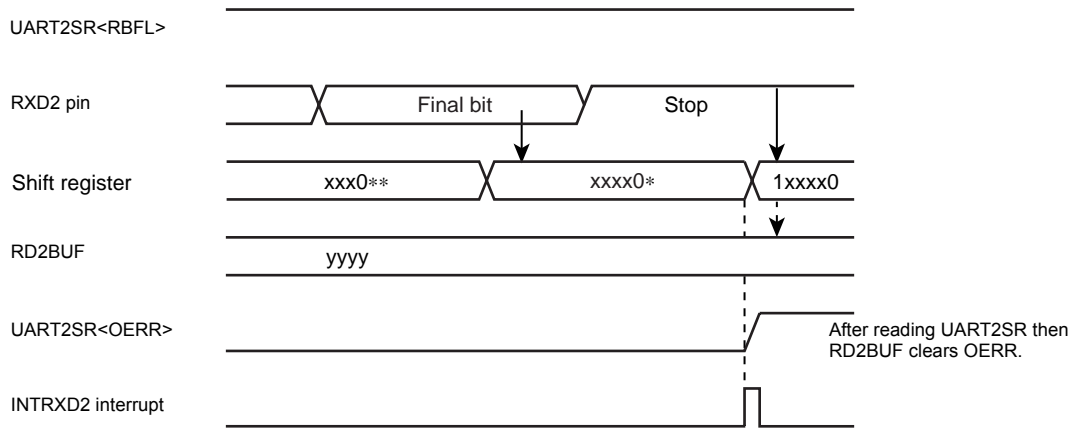 UART2SR<RBFL>
RXD2 pin
Final bit
Stop
Shift register
xxx0**
xxxx0*
1xxxx0
RD2BUF
yyyy
UART2SR<OERR>
After reading UART2SR then
RD2BUF clears OERR.
INTRXD2 interrupt